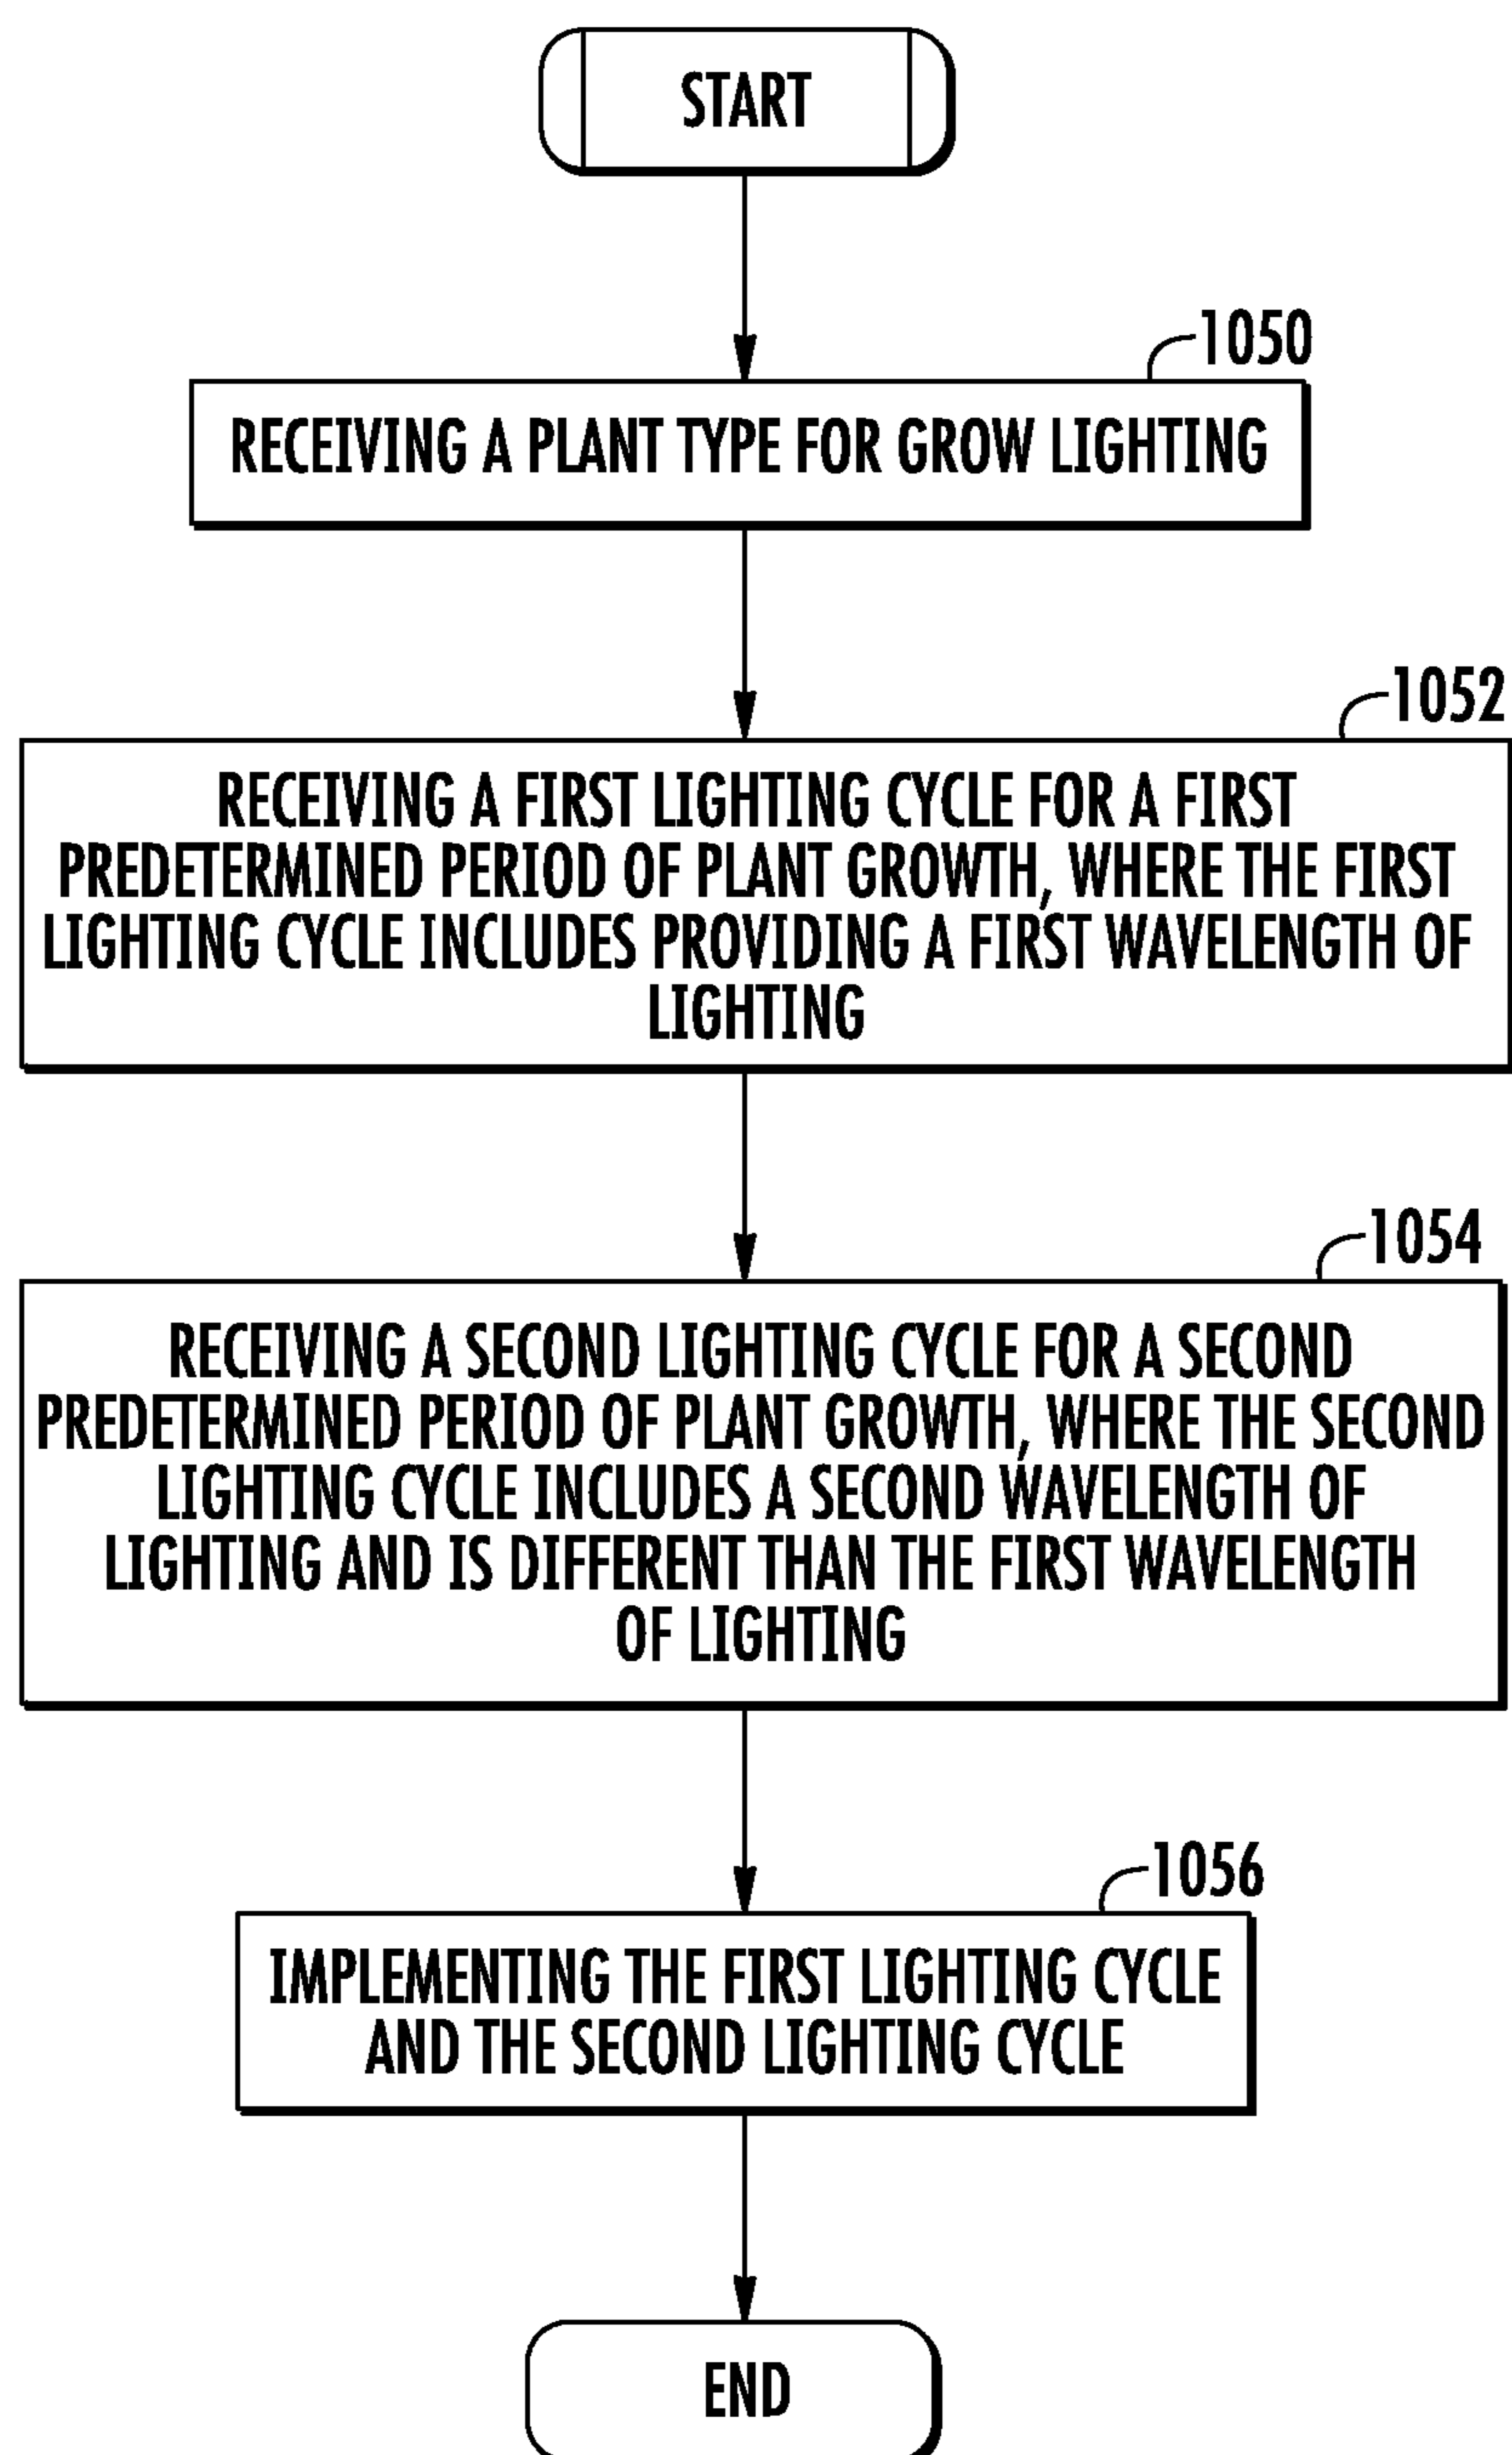 START
1050
RECEIVING A PLANT TYPE FOR GROW LIGHTING
1052
RECEIVING A FIRST LIGHTING CYCLE FOR A FIRST
PREDETERMINED PERIOD OF PLANT GROWTH, WHERE THE FIRST
LIGHTING CYCLE INCLUDES PROVIDING A FIRST WAVELENGTH OF
LIGHTING
1054
RECEIVING A SECOND LIGHTING CYCLE FOR A SECOND
PREDETERMINED PERIOD OF PLANT GROWTH, WHERE THE SECOND
LIGHTING CYCLE INCLUDES A SECOND WAVELENGTH OF
LIGHTING AND IS DIFFERENT THAN THE FIRST WAVELENGTH
OF LIGHTING
1056
IMPLEMENTING THE FIRST LIGHTING CYCLE
AND THE SECOND LIGHTING CYCLE
END